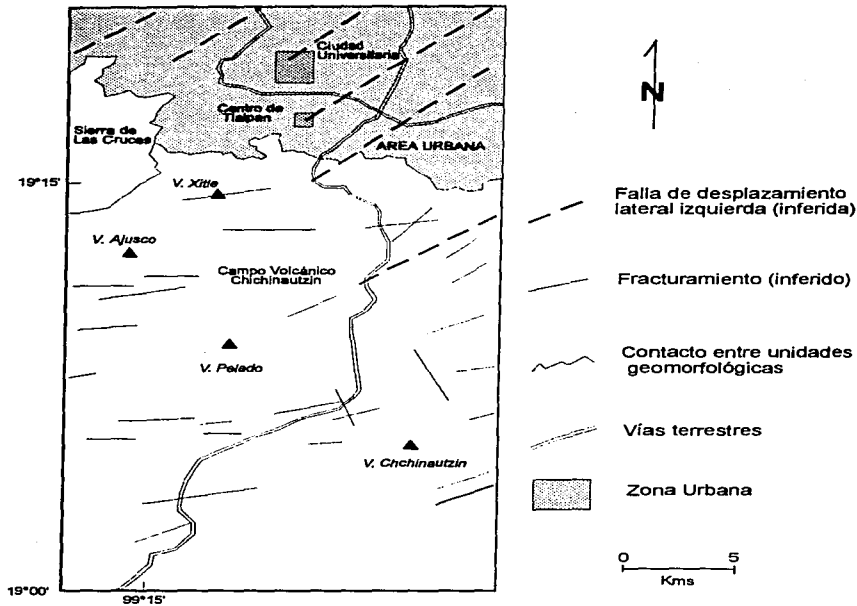 Ciudad
Universitaria
Centro de
Tlalpan
Sierra de
Las Cruces
AREA URBANA
19°15'
V. Xitle
V. Ajusco
Campo Volcánico
Chichinautzin
V. Pelado
V. Chchinautzin
19°00'
99°15'
N
Falla de desplazamiento
lateral izquierda (inferida)
Fracturamiento (inferido)
Contacto entre unidades
geomorfológicas
Vías terrestres
Zona Urbana
0 5
Kms